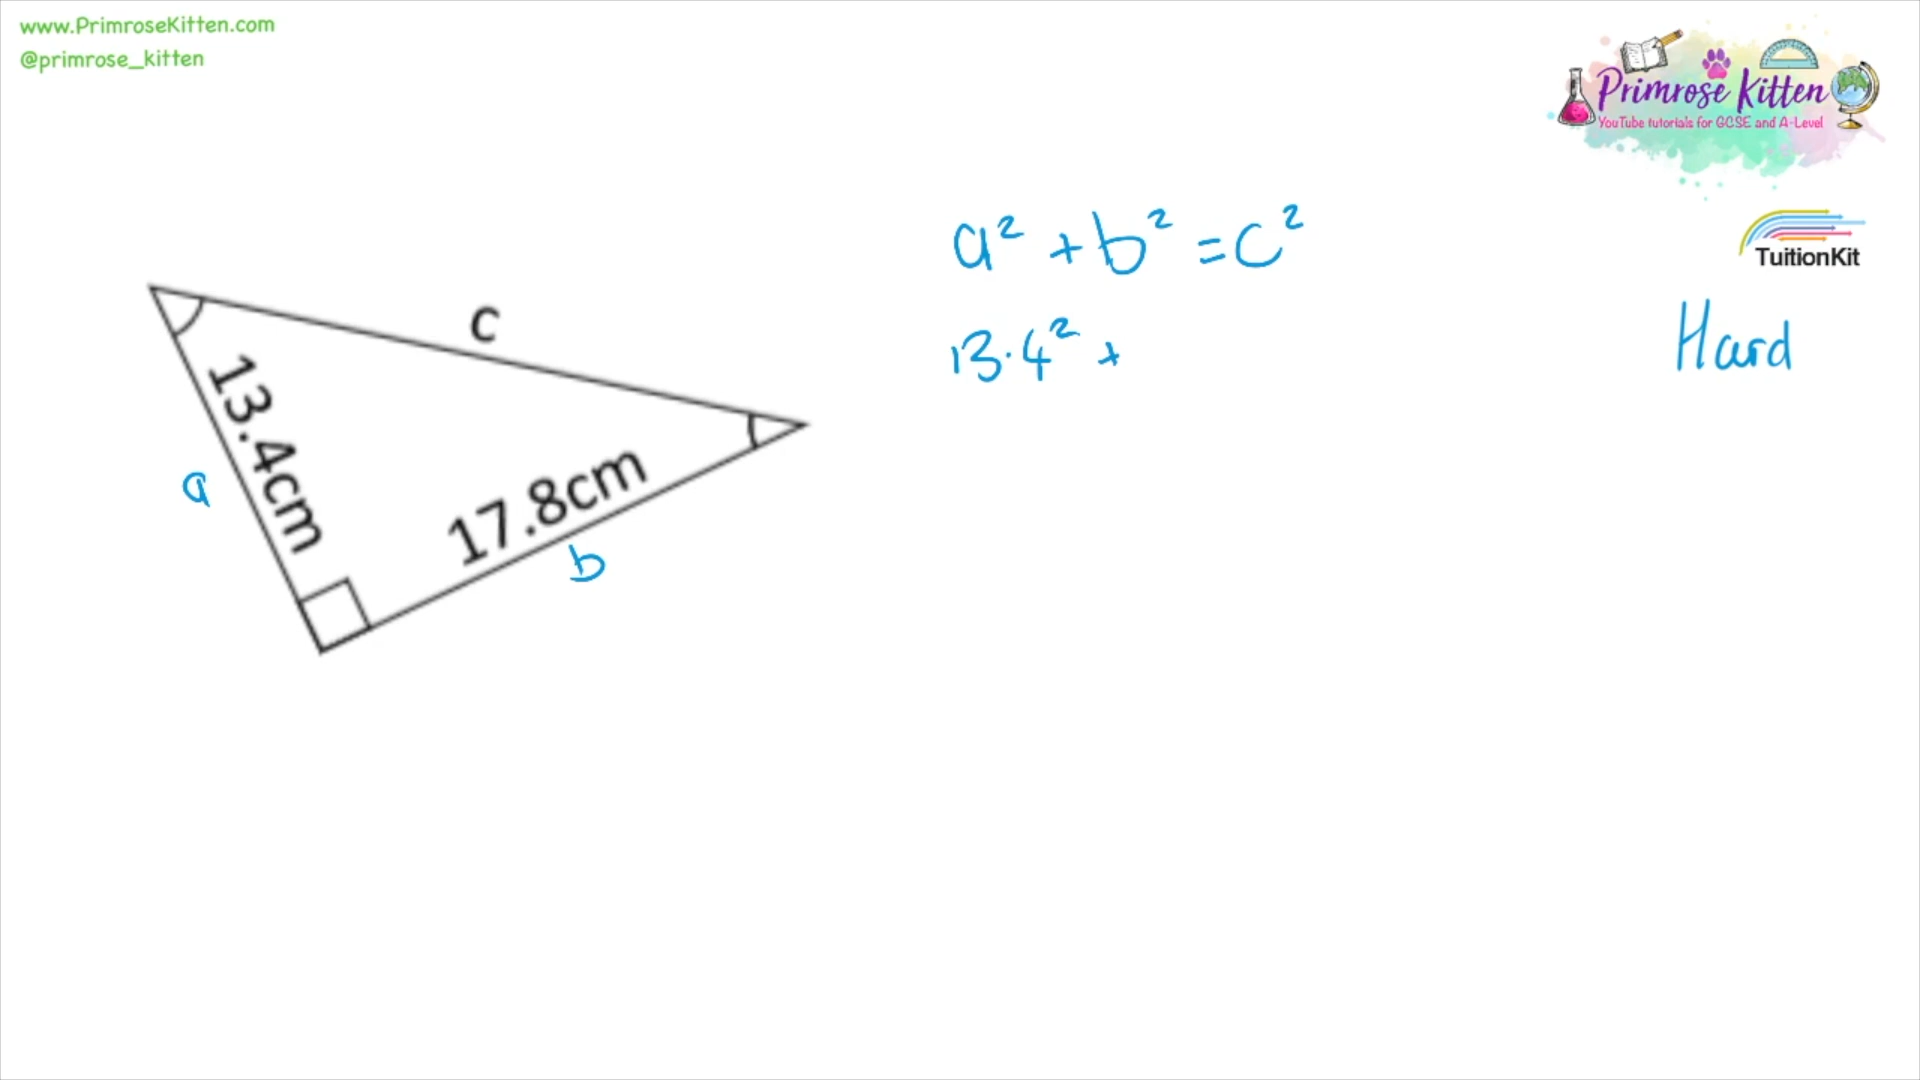 www.PrimroseKitten.com
@primrose_kitten
Primrose Kitten
YouTube tutorials for GCSE and A-Level
TuitionKit
a² + b² = c²
13.4² +
Hard
c
13.4cm
a
17.8cm
b